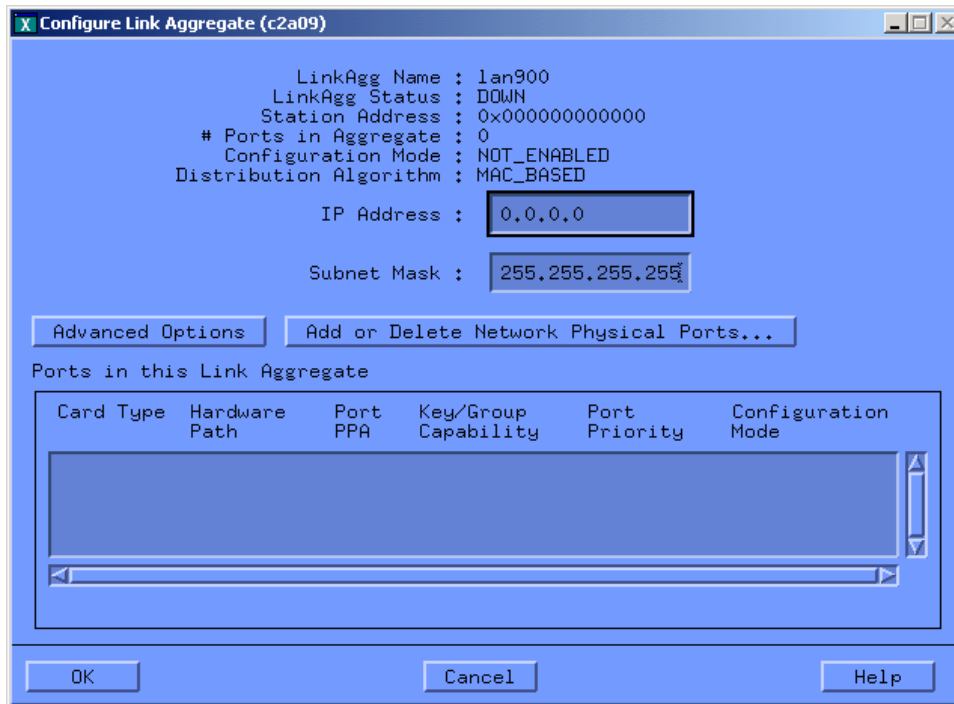 Configure Link Aggregate (c2a09)
LinkAgg Name : lan900
LinkAgg Status : DOWN
Station Address : 0x000000000000
# Ports in Aggregate : 0
Configuration Mode : NOT_ENABLED
Distribution Algorithm : MAC_BASED
IP Address : 0.0.0.0
Subnet Mask : 255.255.255.255
Advanced Options Add or Delete Network Physical Ports...
Ports in this Link Aggregate
Card Type Hardware Port Key/Group Port Configuration
Path PPA Capability Priority Mode
OK Cancel Help